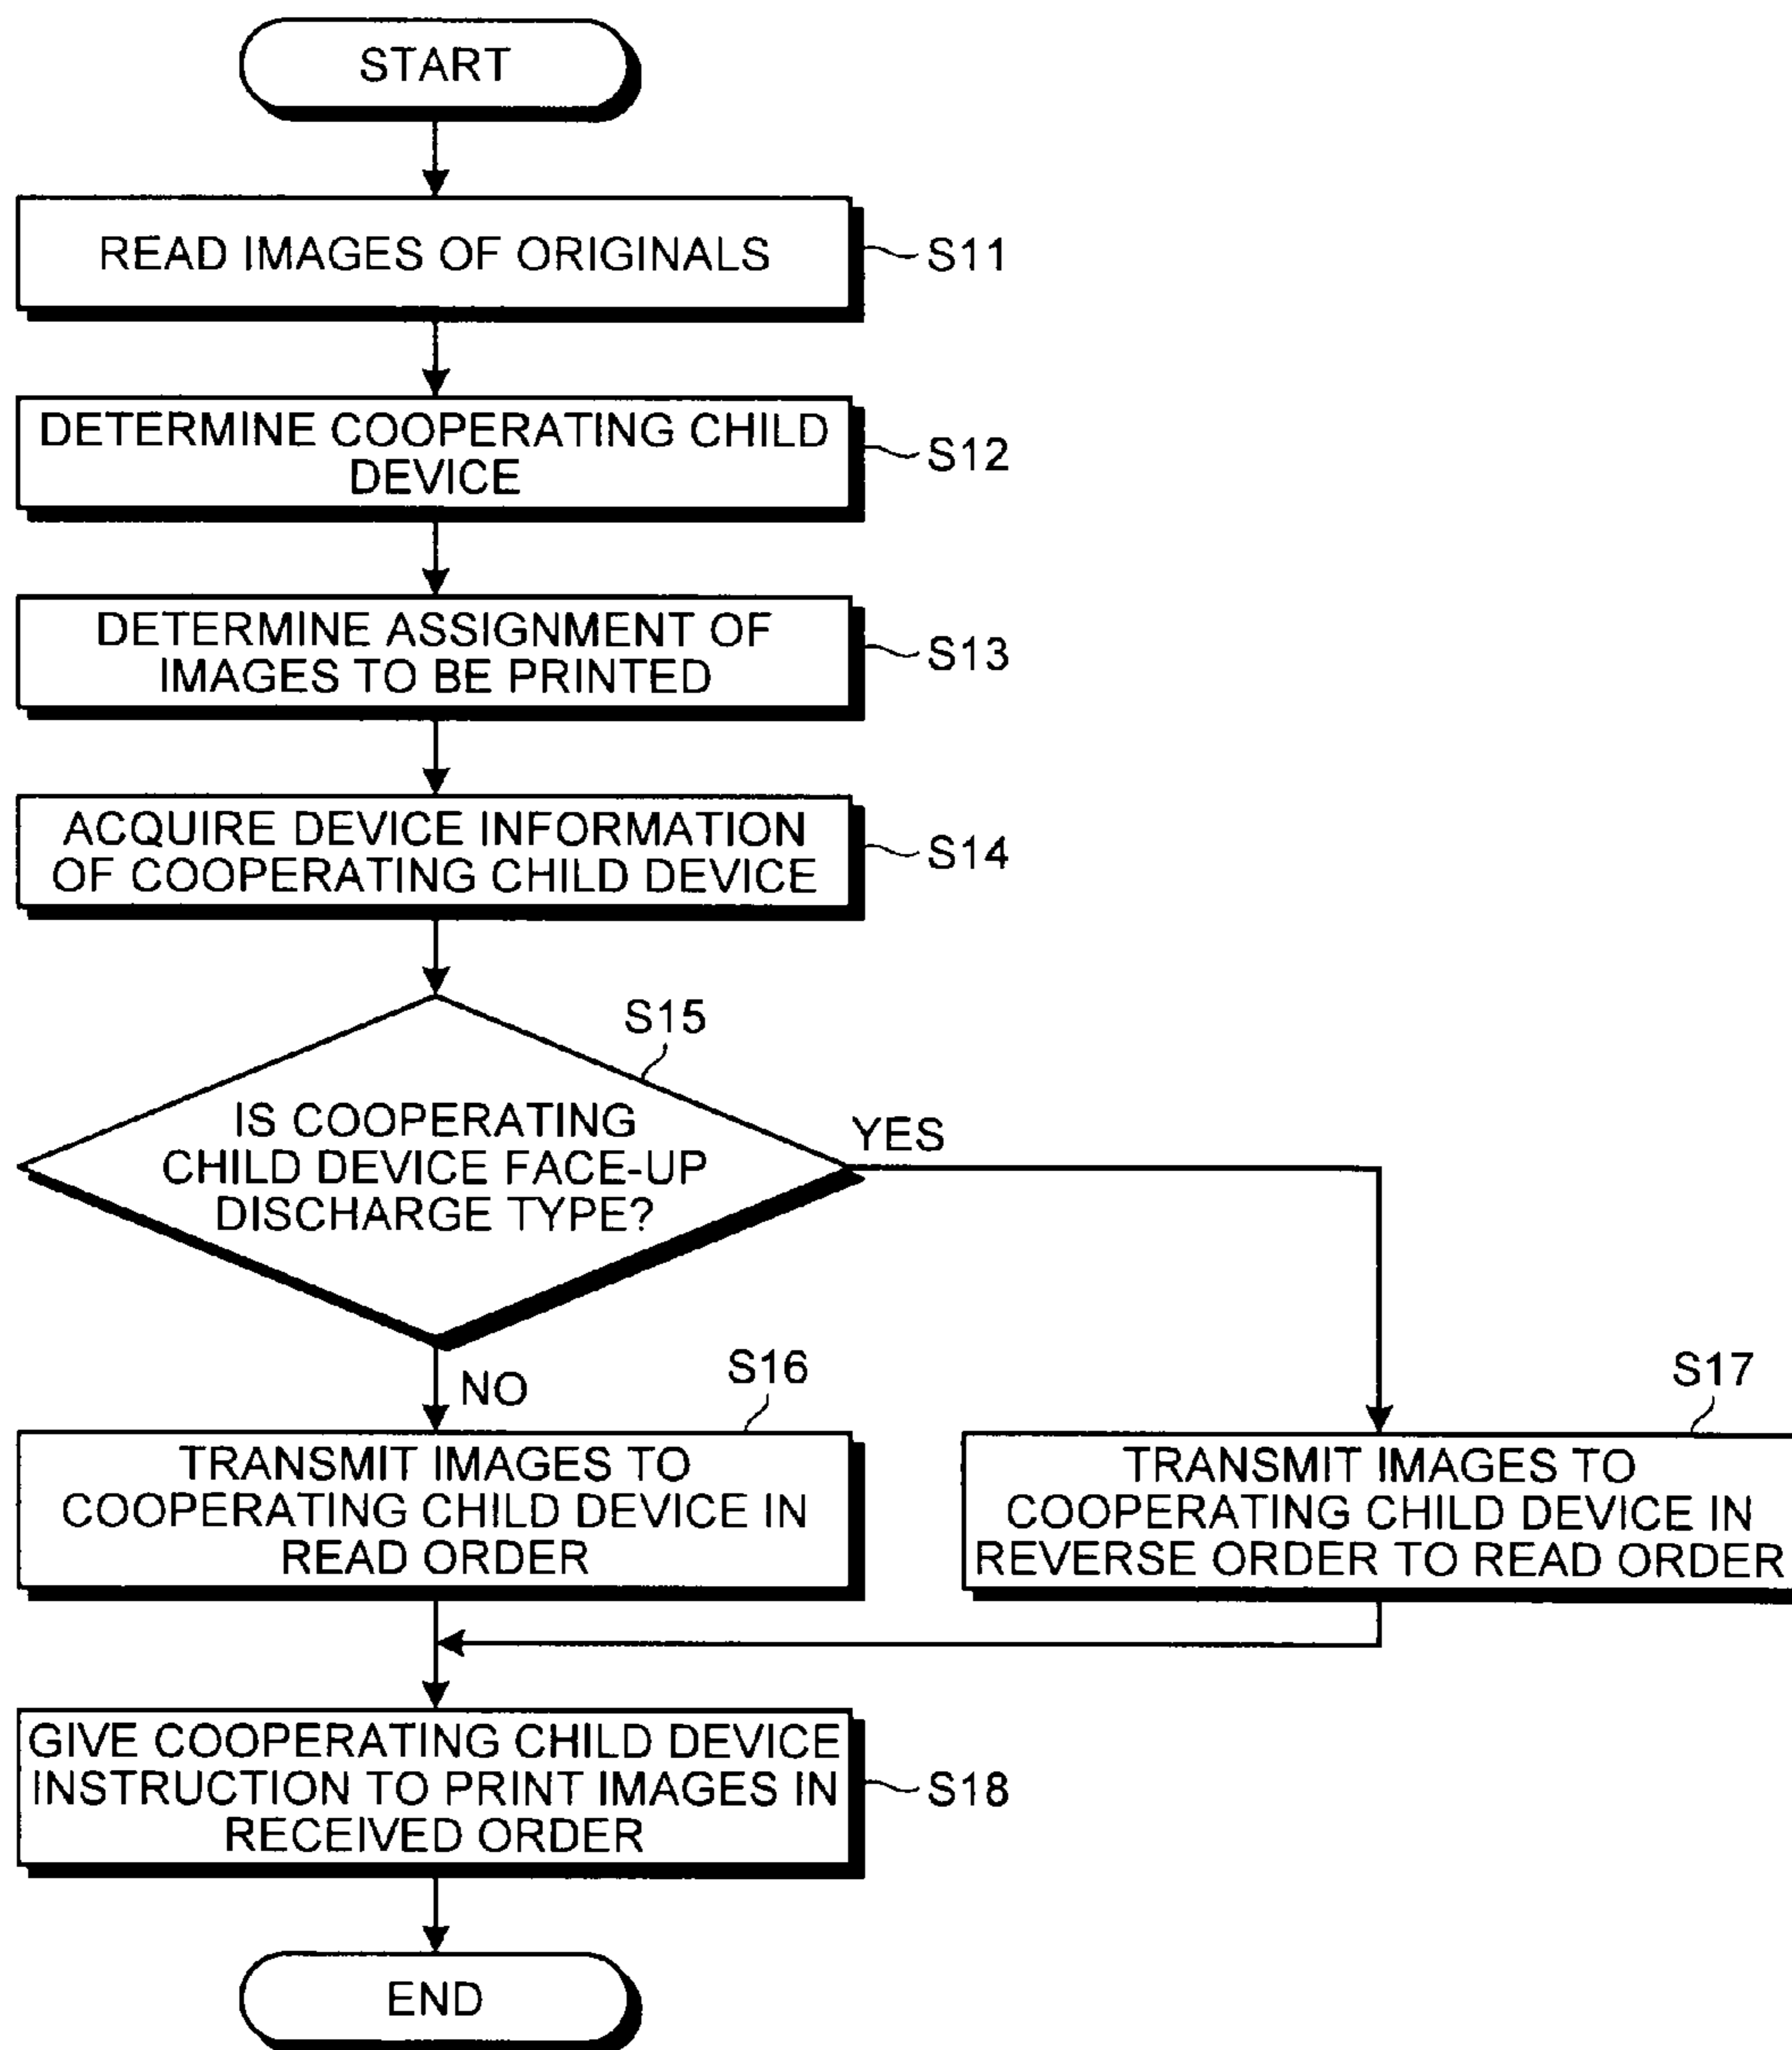 START
READ IMAGES OF ORIGINALS
S11
DETERMINE COOPERATING CHILD
DEVICE
S12
DETERMINE ASSIGNMENT OF
IMAGES TO BE PRINTED
S13
ACQUIRE DEVICE INFORMATION
OF COOPERATING CHILD DEVICE
S14
S15
IS COOPERATING
CHILD DEVICE FACE-UP
DISCHARGE TYPE?
YES
NO
S16
TRANSMIT IMAGES TO
COOPERATING CHILD DEVICE IN
READ ORDER
S17
TRANSMIT IMAGES TO
COOPERATING CHILD DEVICE IN
REVERSE ORDER TO READ ORDER
GIVE COOPERATING CHILD DEVICE
INSTRUCTION TO PRINT IMAGES IN
RECEIVED ORDER
S18
END